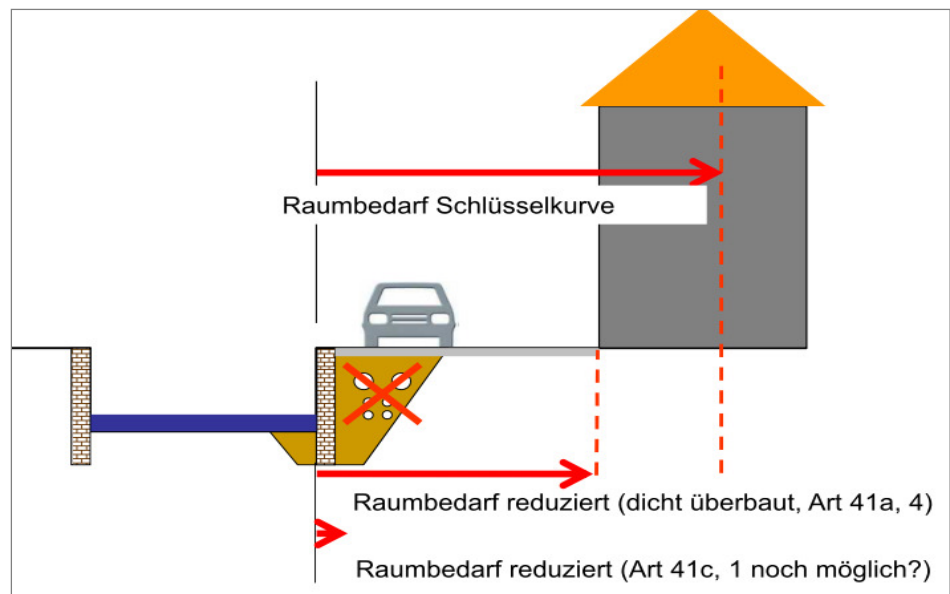 Raumbedarf Schlüsselkurve
Raumbedarf reduziert (dicht überbaut, Art 41a, 4)
Raumbedarf reduziert (Art 41c, 1 noch möglich?)